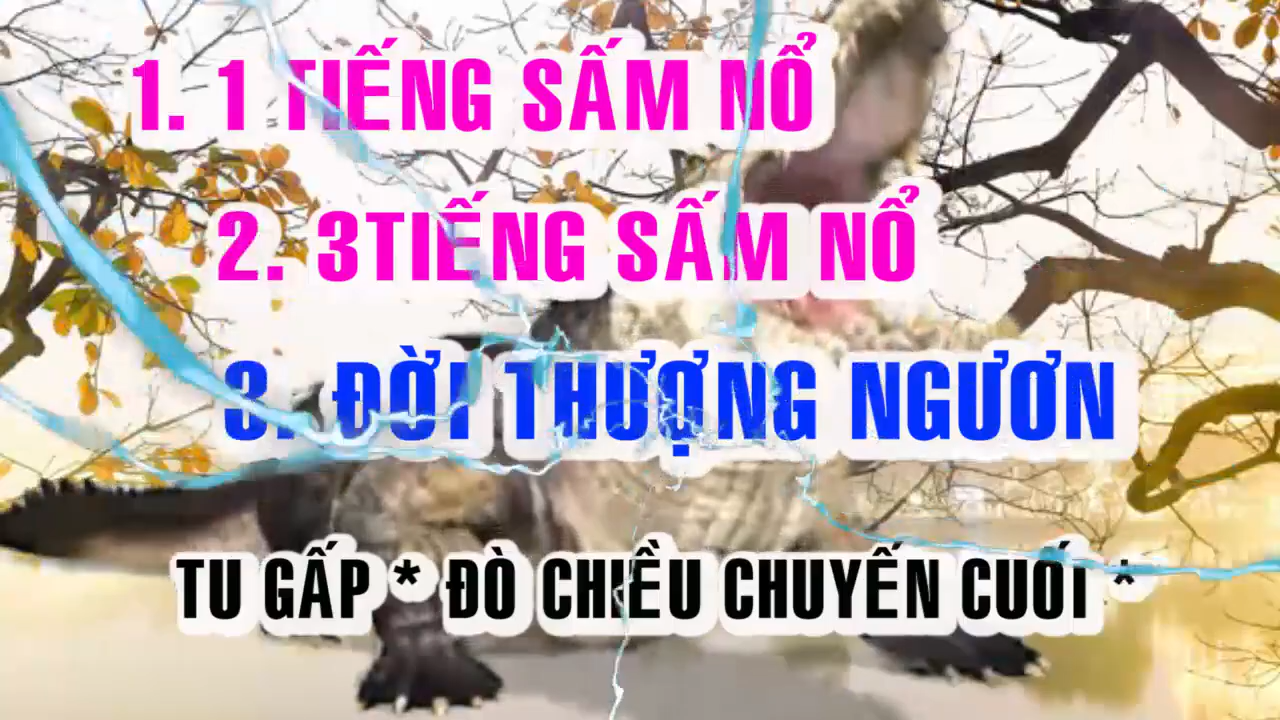 1. 1 TIẾNG SẤM NỔ
2. 3TIẾNG SẤM NỔ
3. ĐỜI THƯỢNG NGƯƠN
TU GẤP * ĐÒ CHIỀU CHUYẾN CUỐI *